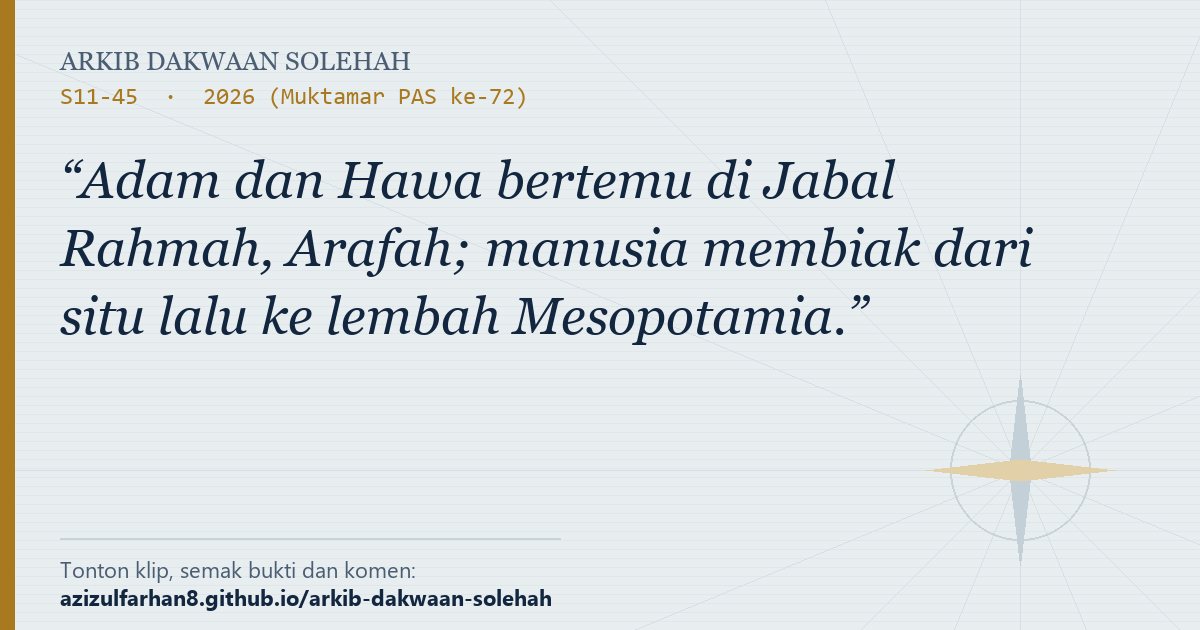 ARKIB DAKWAAN SOLEHAH
S11-45 · 2026 (Muktamar PAS ke-72)
“Adam dan Hawa bertemu di Jabal
Rahmah, Arafah; manusia membiak dari
situ lalu ke lembah Mesopotamia.”
Tonton klip, semak bukti dan komen:
azizulfarhan8.github.io/arkib-dakwaan-solehah